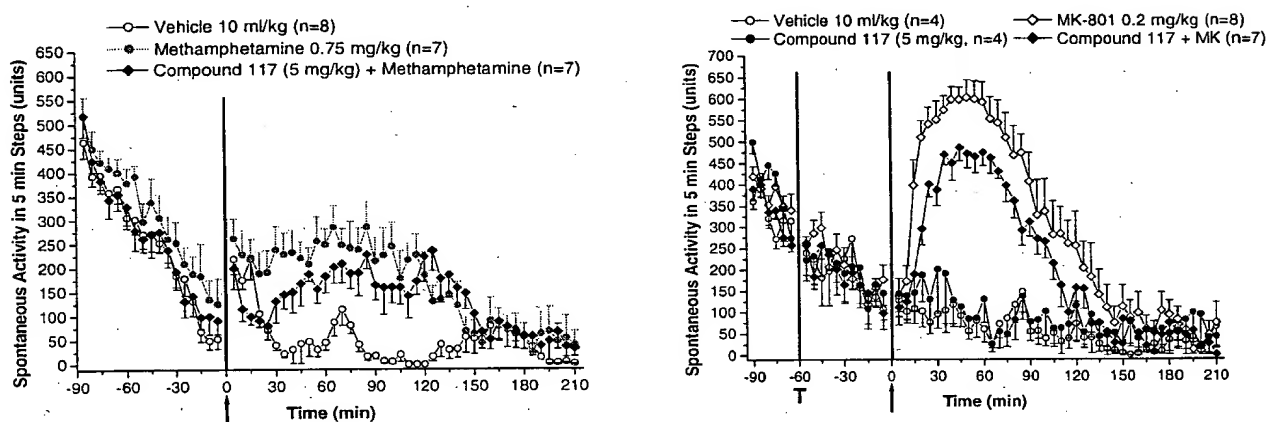 Vehicle 10 ml/kg (n=8)
Methamphetamine 0.75 mg/kg (n=7)
Compound 117 (5 mg/kg) + Methamphetamine (n=7)
Spontaneous Activity in 5 min Steps (units)
650
600
550
500
450
400
350
300
250
200
150
100
50
0
-90 -60 -30 0 30 60 90 120 150 180 210
Time (min)
Vehicle 10 ml/kg (n=4) MK-801 0.2 mg/kg (n=8)
Compound 117 (5 mg/kg, n=4) Compound 117 + MK (n=7)
Spontaneous Activity in 5 min Steps (units)
700
650
600
550
500
450
400
350
300
250
200
150
100
50
0
-90 -60 -30 0 30 60 90 120 150 180 210
T
Time (min)